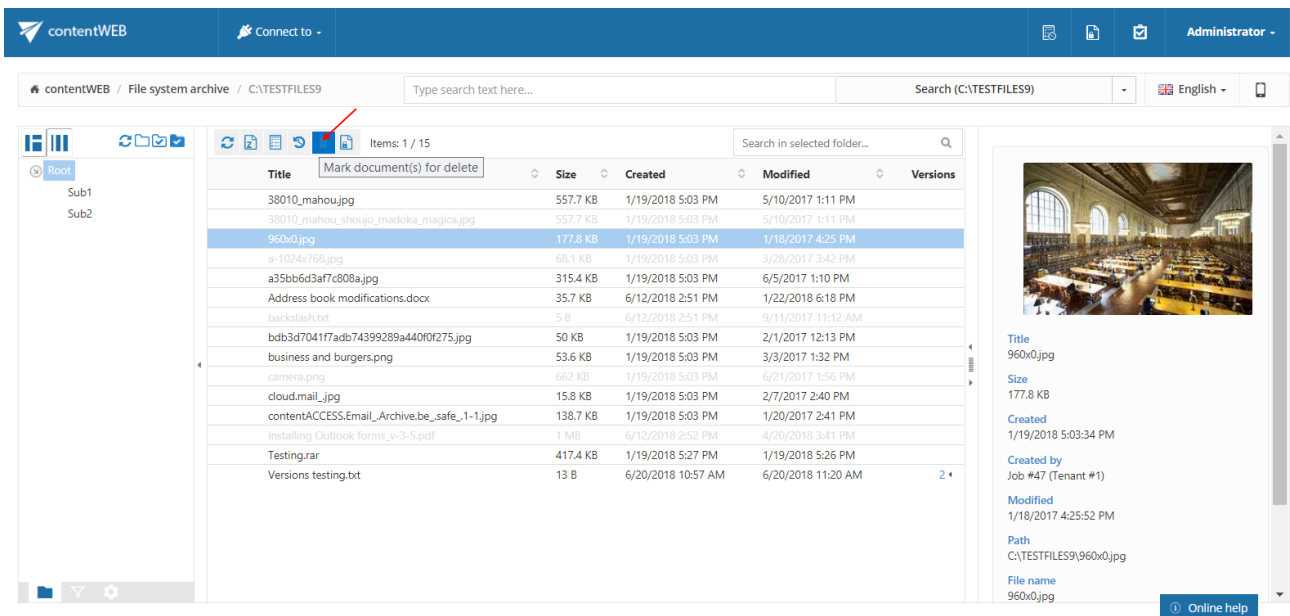 contentWEB Connect to Administrator
contentWEB / File system archive / C:\TESTFILES9 Type search text here... Search (C:\TESTFILES9) English
Items: 1 / 15 Search in selected folder...
Mark document(s) for delete
Root
Sub1
Sub2
Title Size Created Modified Versions
38010_mahou.jpg 557.7 KB 1/19/2018 5:03 PM 5/10/2017 1:11 PM
38010_mahou_shoujo_madoka_magica.jpg 557.7 KB 1/19/2018 5:03 PM 5/10/2017 1:11 PM
960x0.jpg 177.8 KB 1/19/2018 5:03 PM 1/18/2017 4:25 PM
a-1024x768.jpg 68.1 KB 1/19/2018 5:03 PM 3/28/2017 3:42 PM
a35bb6d3af7c808a.jpg 315.4 KB 1/19/2018 5:03 PM 6/5/2017 1:10 PM
Address book modifications.docx 35.7 KB 6/12/2018 2:51 PM 1/22/2018 6:18 PM
backslash.txt 5 B 6/12/2018 2:51 PM 9/11/2017 11:12 AM
bdb3d7041f7adb74399289a440f0f275.jpg 50 KB 1/19/2018 5:03 PM 2/1/2017 12:13 PM
business and burgers.png 53.6 KB 1/19/2018 5:03 PM 3/3/2017 1:32 PM
camera.png 662 KB 1/19/2018 5:03 PM 6/21/2017 1:56 PM
cloud.mail_.jpg 15.8 KB 1/19/2018 5:03 PM 2/7/2017 2:40 PM
contentACCESS.Email_.Archive.be_.safe_.1-1.jpg 138.7 KB 1/19/2018 5:03 PM 1/20/2017 2:41 PM
Installing Outlook forms_v-3-5.pdf 1 MB 6/12/2018 2:52 PM 4/20/2018 3:41 PM
Testing.rar 417.4 KB 1/19/2018 5:27 PM 1/19/2018 5:26 PM
Versions testing.txt 13 B 6/20/2018 10:57 AM 6/20/2018 11:20 AM 2
Title
960x0.jpg
Size
177.8 KB
Created
1/19/2018 5:03:34 PM
Created by
Job #47 (Tenant #1)
Modified
1/18/2017 4:25:52 PM
Path
C:\TESTFILES9\960x0.jpg
File name
960x0.jpg
Online help